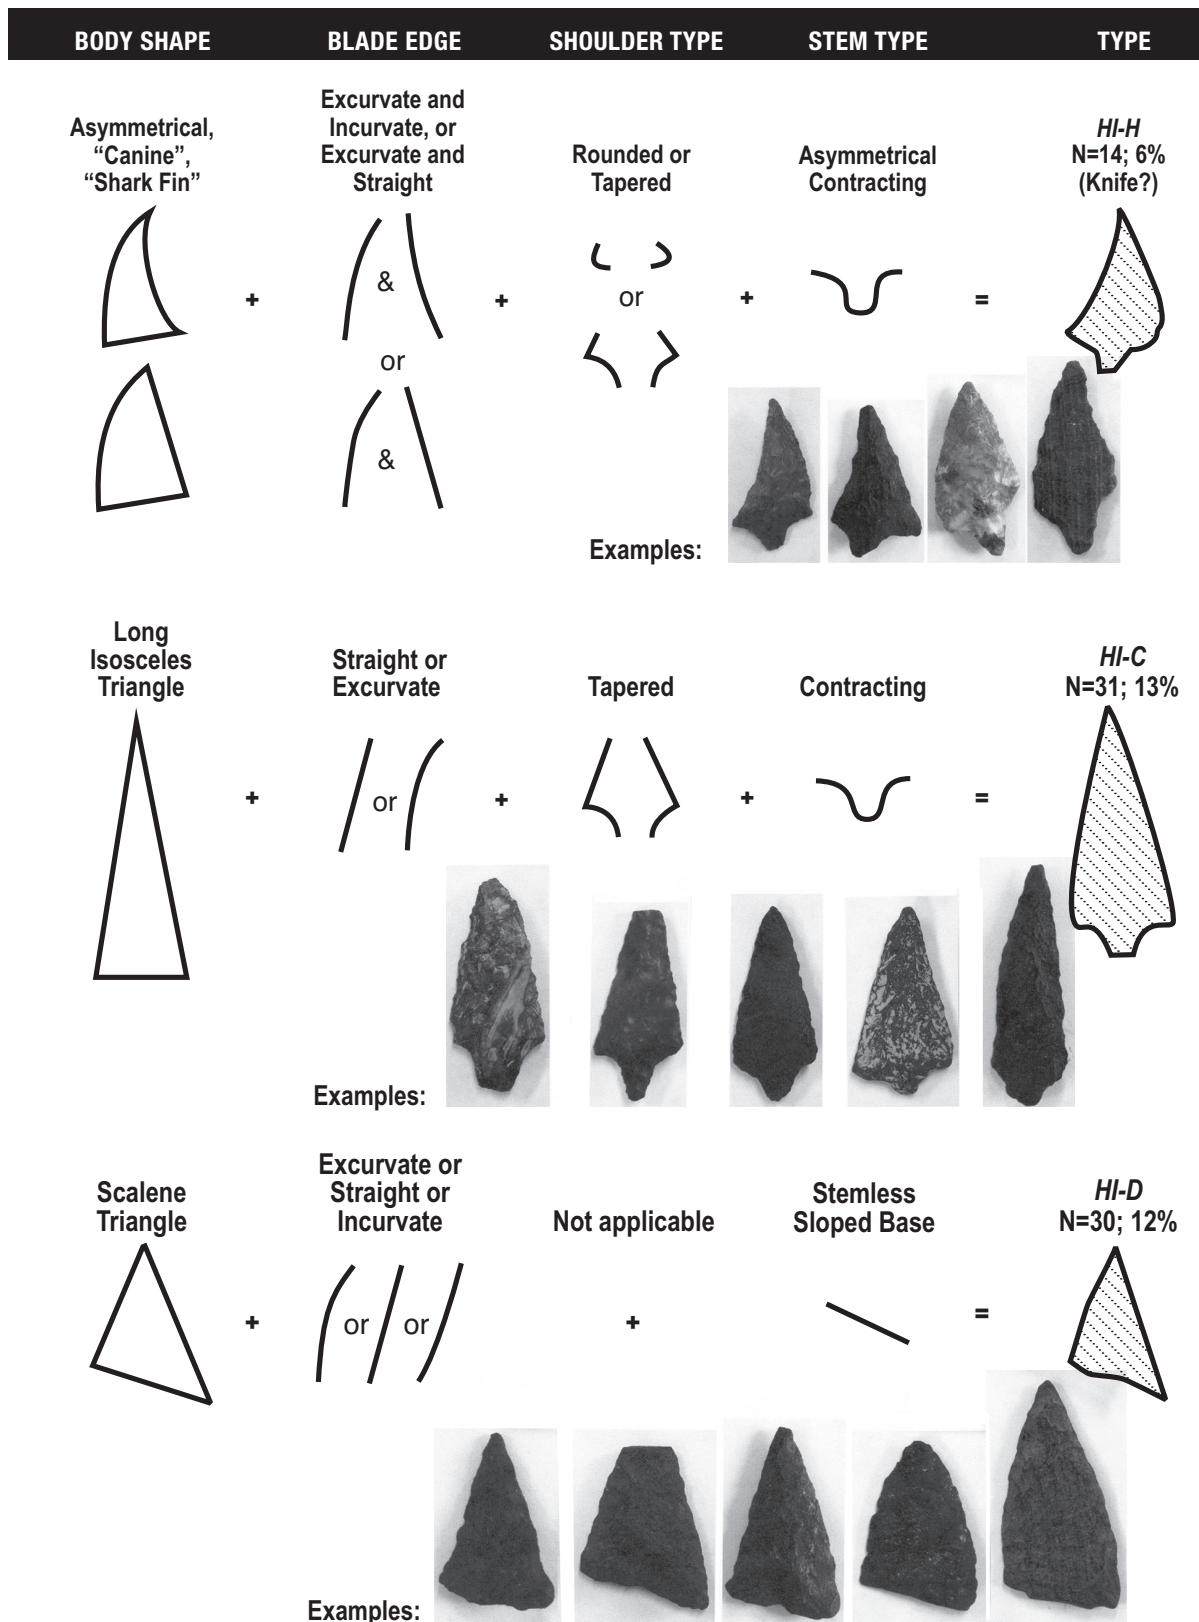 BODY SHAPE BLADE EDGE SHOULDER TYPE STEM TYPE TYPE
Asymmetrical,
“Canine”,
“Shark Fin”
Excurvate and
Incurvate, or
Excurvate and
Straight
Rounded or
Tapered
Asymmetrical
Contracting
HI-H
N=14; 6%
(Knife?)
+
&
or
&
+
or
+
=
Examples:
Long
Isosceles
Triangle
Straight or
Excurvate
Tapered
Contracting
HI-C
N=31; 13%
+
or
+
+
=
Examples:
Scalene
Triangle
Excurvate or
Straight or
Incurvate
Not applicable
Stemless
Sloped Base
HI-D
N=30; 12%
+
or or
+
=
Examples: